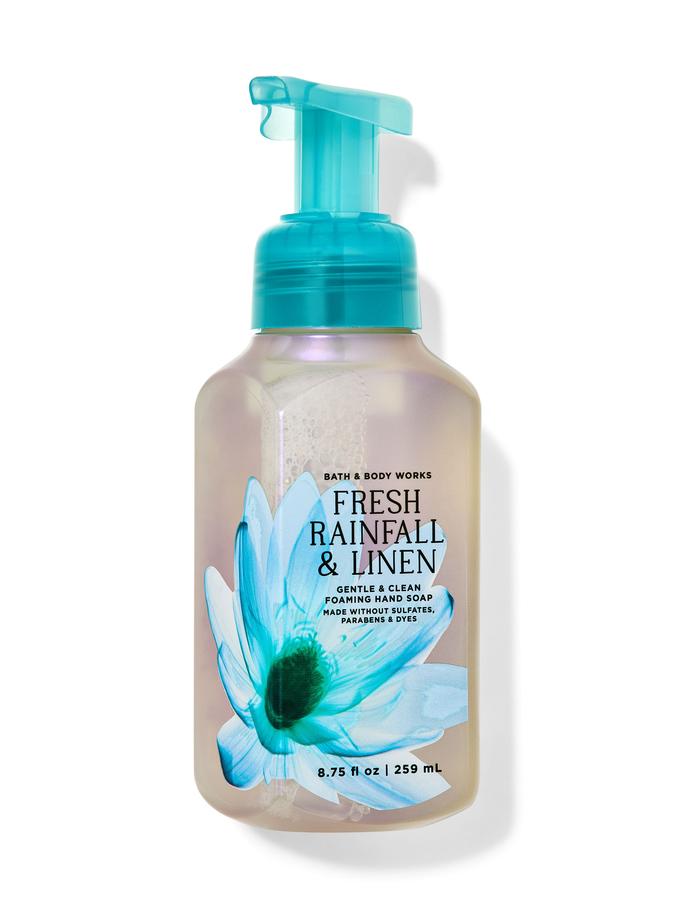 BATH & BODY WORKS
FRESH
RAINFALL
& LINEN
GENTLE & CLEAN
FOAMING HAND SOAP
MADE WITHOUT SULFATES,
PARABENS & DYES
8.75 fl oz | 259 mL